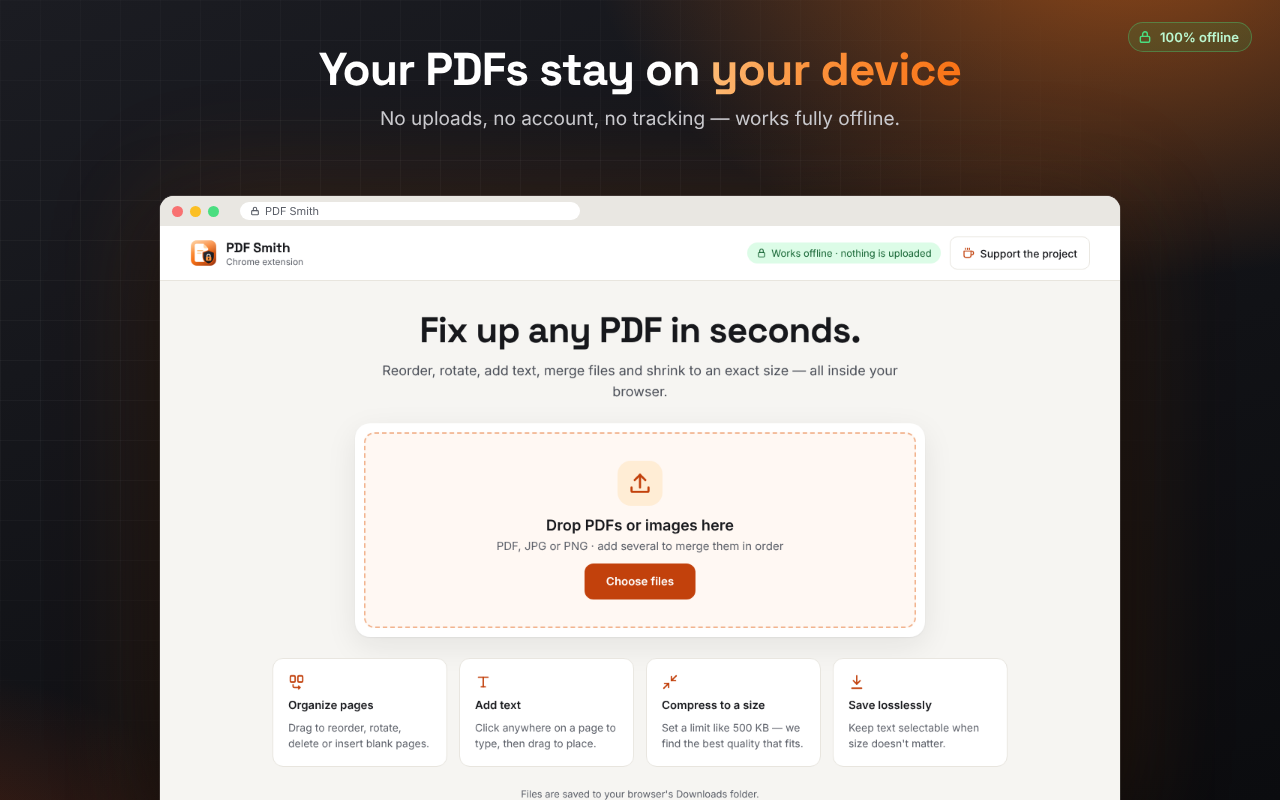 100% offline
Your PDFs stay on your device
No uploads, no account, no tracking — works fully offline.
PDF Smith
PDF Smith
Chrome extension
Works offline · nothing is uploaded
Support the project
Fix up any PDF in seconds.
Reorder, rotate, add text, merge files and shrink to an exact size — all inside your
browser.
Drop PDFs or images here
PDF, JPG or PNG · add several to merge them in order
Choose files
Organize pages
Drag to reorder, rotate,
delete or insert blank pages.
Add text
Click anywhere on a page to
type, then drag to place.
Compress to a size
Set a limit like 500 KB — we
find the best quality that fits.
Save losslessly
Keep text selectable when
size doesn't matter.
Files are saved to your browser's Downloads folder.